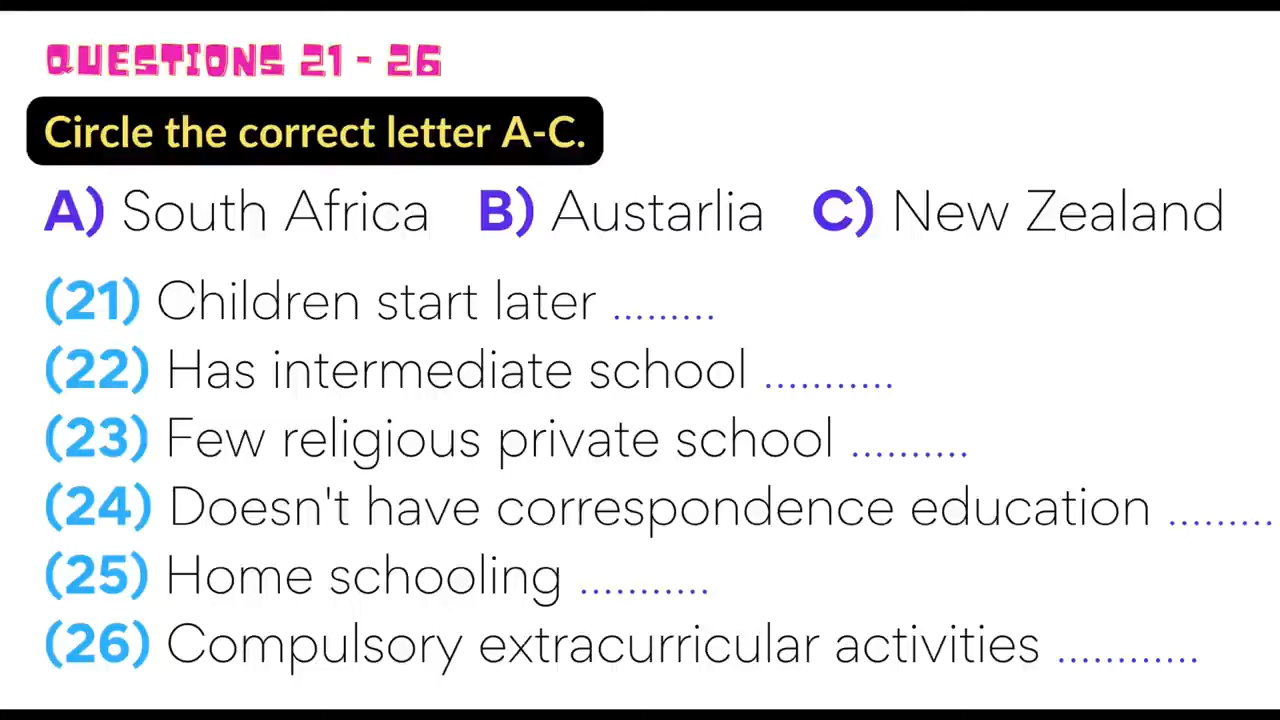 QUESTIONS 21 - 26
Circle the correct letter A-C.
A) South Africa B) Austarlia C) New Zealand
(21) Children start later .........
(22) Has intermediate school ...........
(23) Few religious private school ..........
(24) Doesn't have correspondence education .........
(25) Home schooling ...........
(26) Compulsory extracurricular activities ............